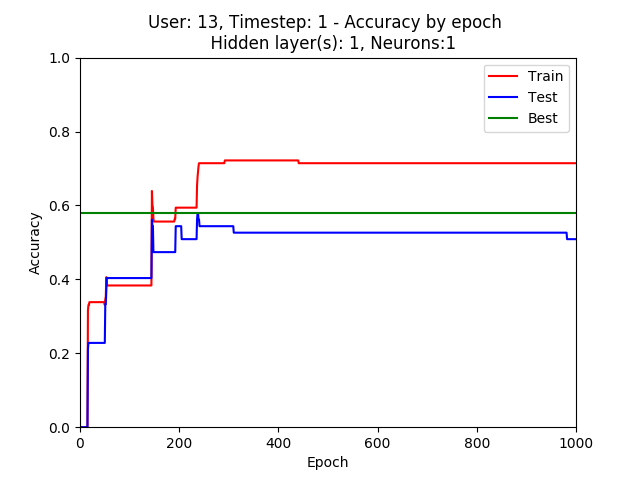 User: 13, Timestep: 1 - Accuracy by epoch
Hidden layer(s): 1, Neurons:1
1.0
0.8
0.6
0.4
0.2
0.0
Accuracy
Train
Test
Best
0 200 400 600 800 1000
Epoch